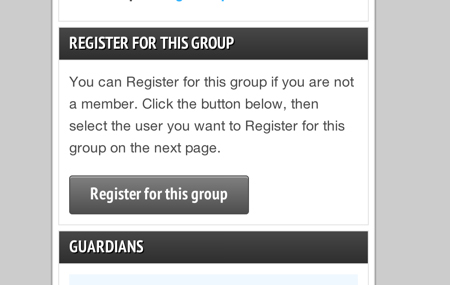 REGISTER FOR THIS GROUP
You can Register for this group if you are not
a member. Click the button below, then
select the user you want to Register for this
group on the next page.
Register for this group
GUARDIANS